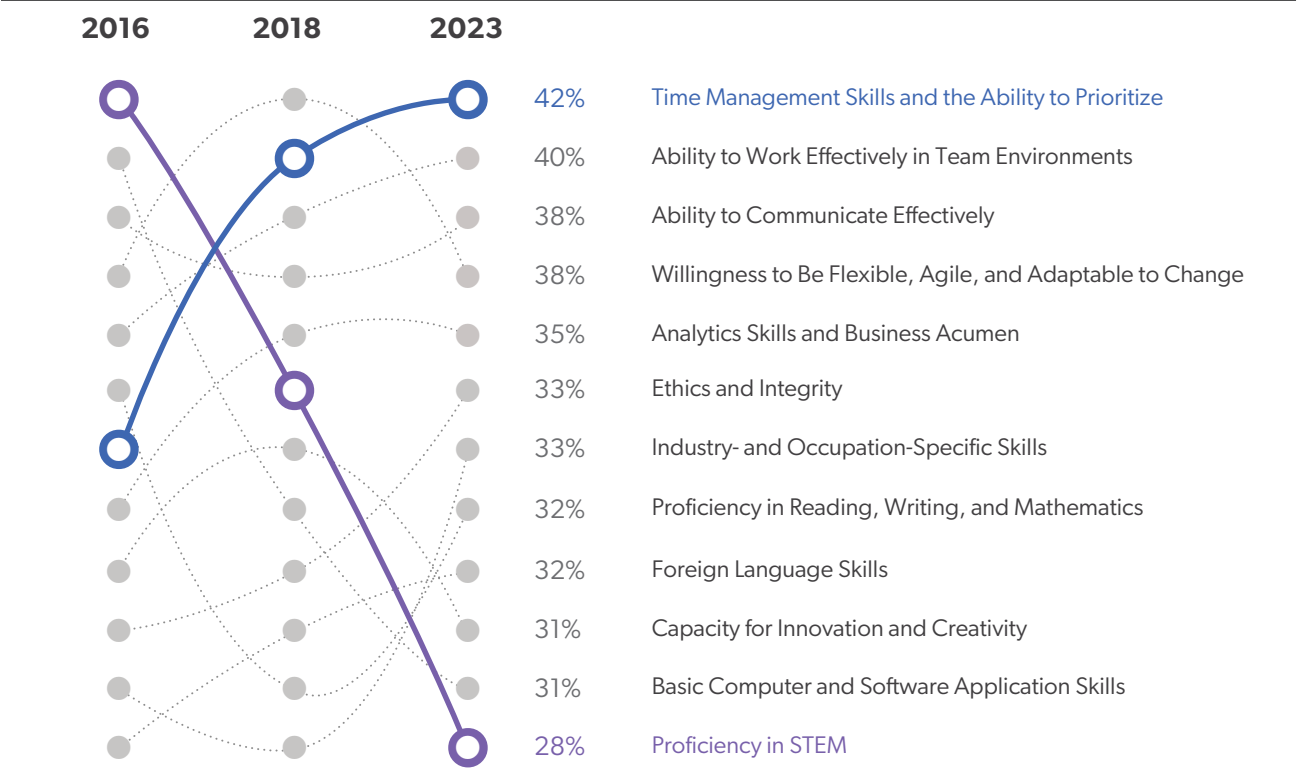 2016 2018 2023
42% Time Management Skills and the Ability to Prioritize
40% Ability to Work Effectively in Team Environments
38% Ability to Communicate Effectively
38% Willingness to Be Flexible, Agile, and Adaptable to Change
35% Analytics Skills and Business Acumen
33% Ethics and Integrity
33% Industry- and Occupation-Specific Skills
32% Proficiency in Reading, Writing, and Mathematics
32% Foreign Language Skills
31% Capacity for Innovation and Creativity
31% Basic Computer and Software Application Skills
28% Proficiency in STEM